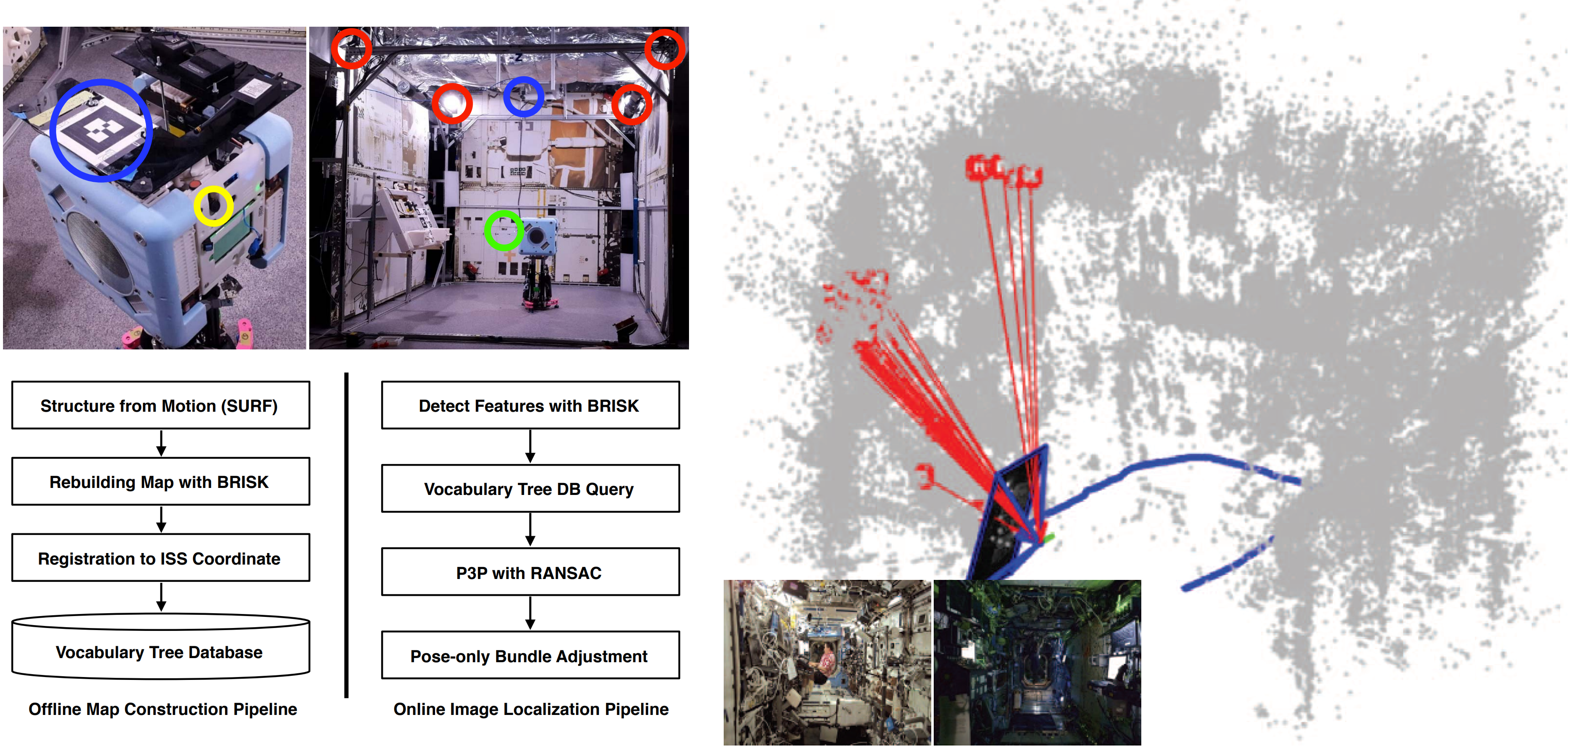 Structure from Motion (SURF)
Rebuilding Map with BRISK
Registration to ISS Coordinate
Vocabulary Tree Database
Offline Map Construction Pipeline
Detect Features with BRISK
Vocabulary Tree DB Query
P3P with RANSAC
Pose-only Bundle Adjustment
Online Image Localization Pipeline